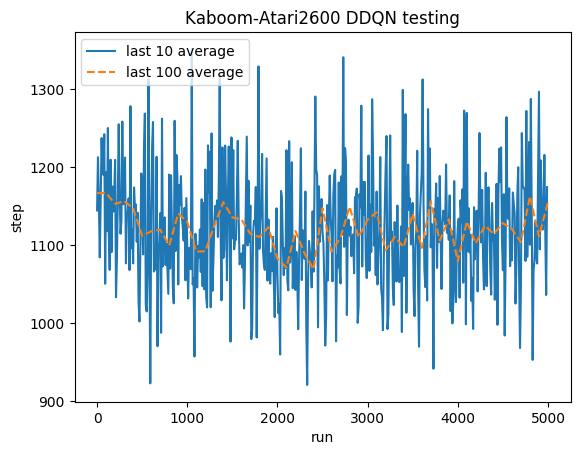 Kaboom-Atari2600 DDQN testing
last 10 average
last 100 average
1300
1200
1100
1000
900
step
0
1000
2000
3000
4000
5000
run